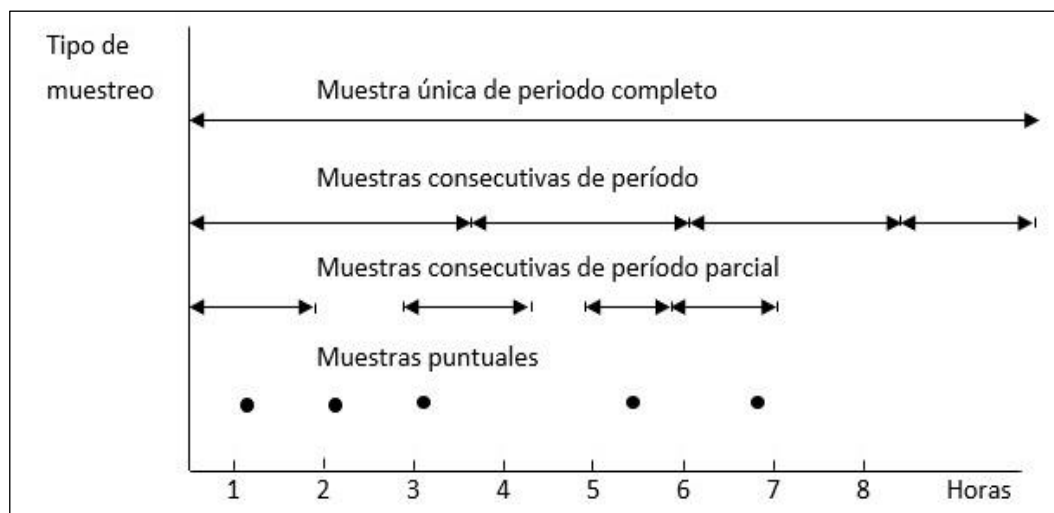 Tipo de
muestreo
Muestra única de periodo completo
Muestras consecutivas de período
Muestras consecutivas de período parcial
Muestras puntuales
1 2 3 4 5 6 7 8 Horas